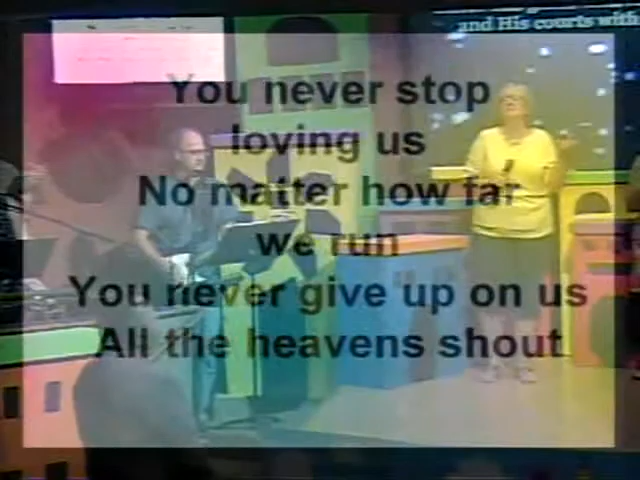 and His courts with
You never stop
loving us
No matter how far
we run
You never give up on us
All the heavens shout